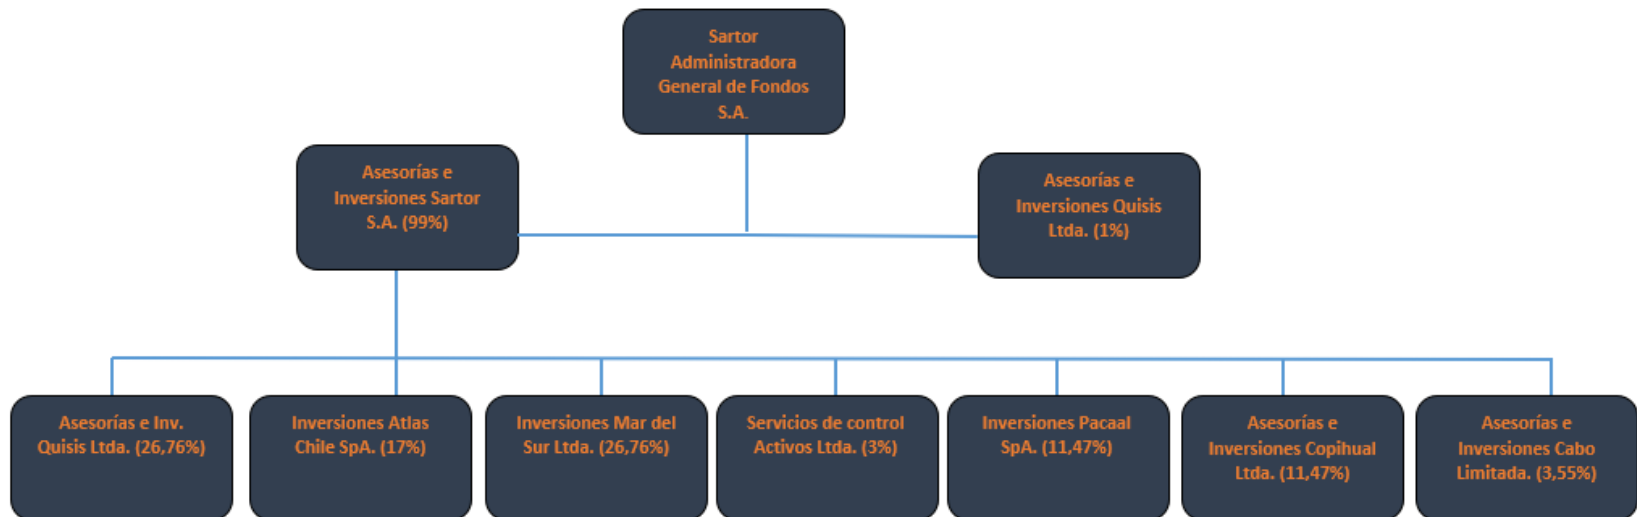 Sartor
Administradora
General de Fondos
S.A.
Asesorías e
Inversiones Sartor
S.A. (99%)
Asesorías e
Inversiones Quisis
Ltda. (1%)
Asesorías e Inv.
Quisis Ltda. (26,76%)
Inversiones Atlas
Chile SpA. (17%)
Inversiones Mar del
Sur Ltda. (26,76%)
Servicios de control
Activos Ltda. (3%)
Inversiones Pacaal
SpA. (11,47%)
Asesorías e
Inversiones Copihual
Ltda. (11,47%)
Asesorías e
Inversiones Cabo
Limitada. (3,55%)